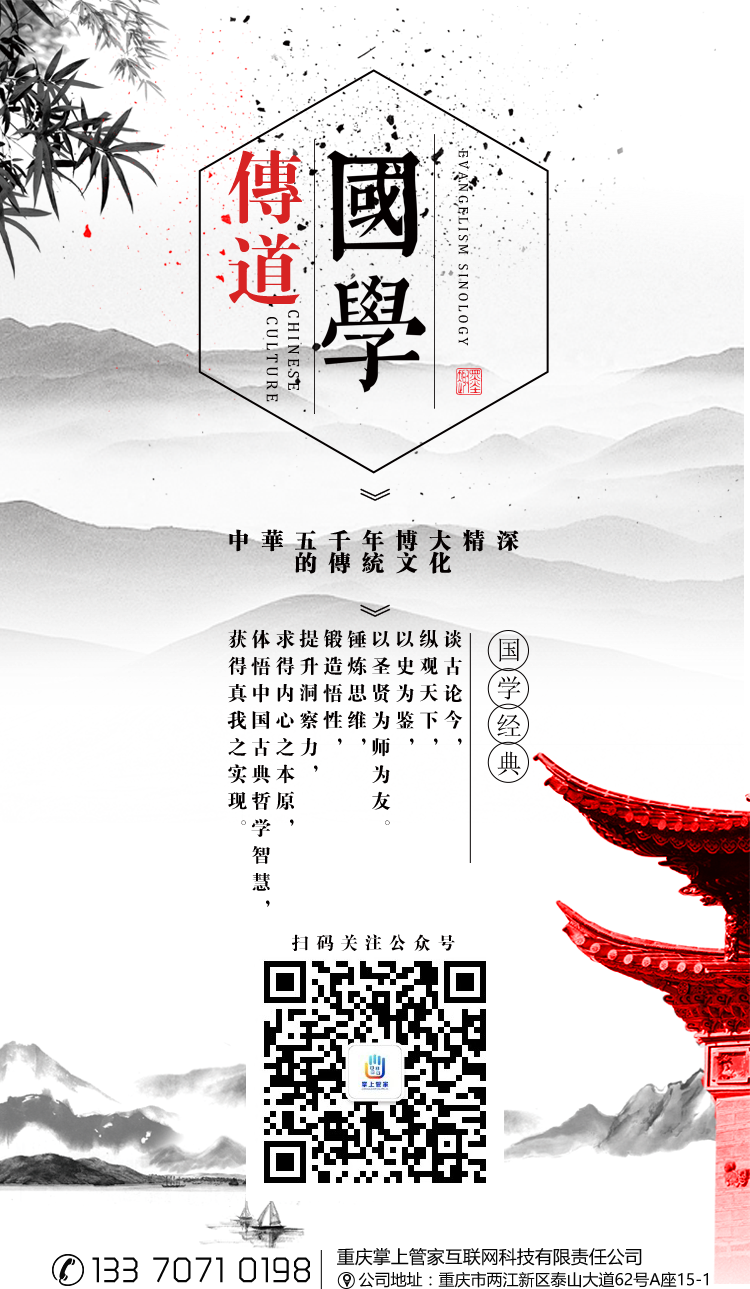 國學
傳道
EVANGELISM SINOLOGY
CHINESE
CULTURE
中華五千年博大精深
的傳統文化
国学经典
谈古论今，
纵观天下，
以史为鉴，
以圣贤为师为友。
锤炼思维，
锻造悟性，
提升洞察力，
求得内心之本原，
体悟中国古典哲学智慧，
获得真我之实现。
扫码关注公众号
掌上管家
133 7071 0198
重庆掌上管家互联网科技有限责任公司
公司地址：重庆市两江新区泰山大道62号A座15-1